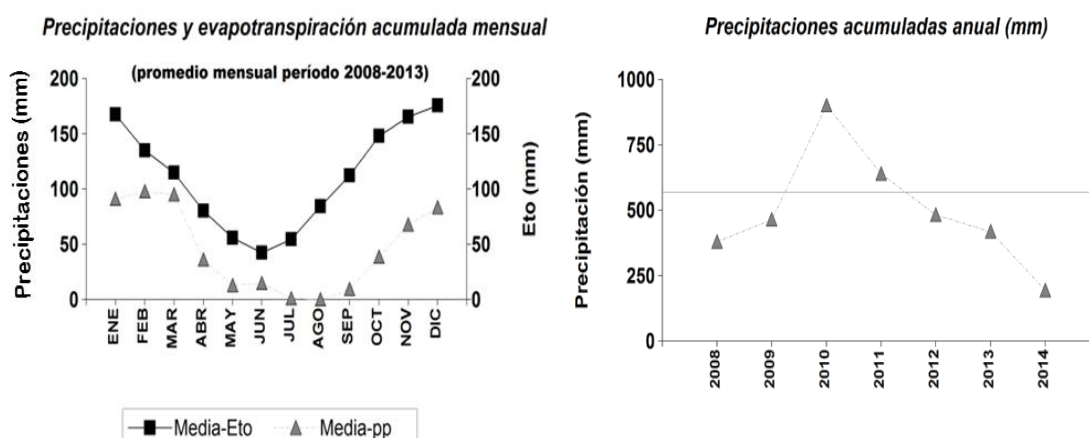 Precipitaciones y evapotranspiración acumulada mensual
(promedio mensual período 2008-2013)
Precipitaciones (mm)
200
150
100
50
0
200
150
100
50
0
Eto (mm)
ENE
FEB
MAR
ABR
MAY
JUN
JUL
AGO
SEP
OCT
NOV
DIC
Media-Eto
Media-pp
Precipitaciones acumuladas anual (mm)
Precipitación (mm)
1000
750
500
250
0
2008
2009
2010
2011
2012
2013
2014